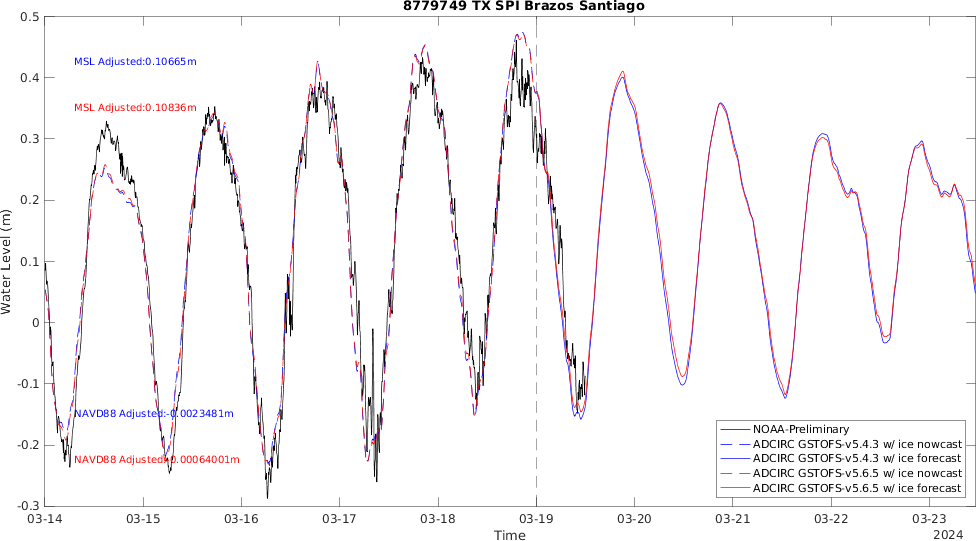 8779749 TX SPI Brazos Santiago
0.5
0.4
0.3
0.2
0.1
0
-0.1
-0.2
-0.3
Water Level (m)
MSL Adjusted:0.10665m
MSL Adjusted:0.10836m
NAVD88 Adjusted:-0.0023481m
NAVD88 Adjusted:-0.00064001m
NOAA-Preliminary
ADCIRC GSTOFS-v5.4.3 w/ ice nowcast
ADCIRC GSTOFS-v5.4.3 w/ ice forecast
ADCIRC GSTOFS-v5.6.5 w/ ice nowcast
ADCIRC GSTOFS-v5.6.5 w/ ice forecast
03-14 03-15 03-16 03-17 03-18 03-19 03-20 03-21 03-22 03-23
Time
2024